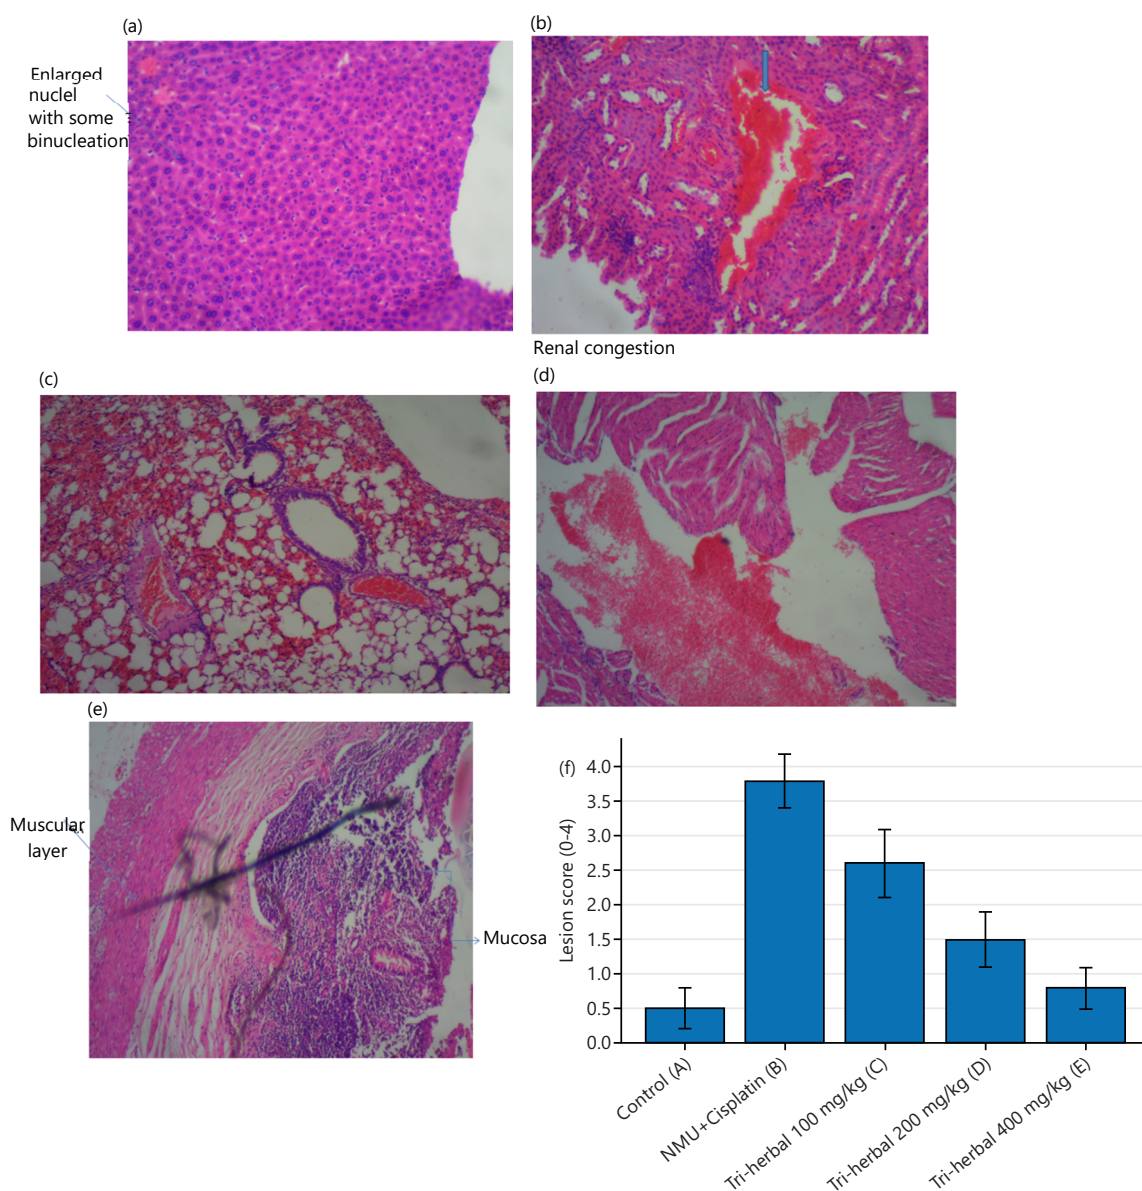 (a)
Enlarged
nuclei
with some
binucleation
(b)
Renal congestion
(c)
(d)
(e)
Muscular
layer
Mucosa
(f)
Lesion score (0-4)
4.0
3.5
3.0
2.5
2.0
1.5
1.0
0.5
0.0
Control (A)
NMU+Cisplatin (B)
Tri-herbal 100 mg/kg (C)
Tri-herbal 200 mg/kg (D)
Tri-herbal 400 mg/kg (E)